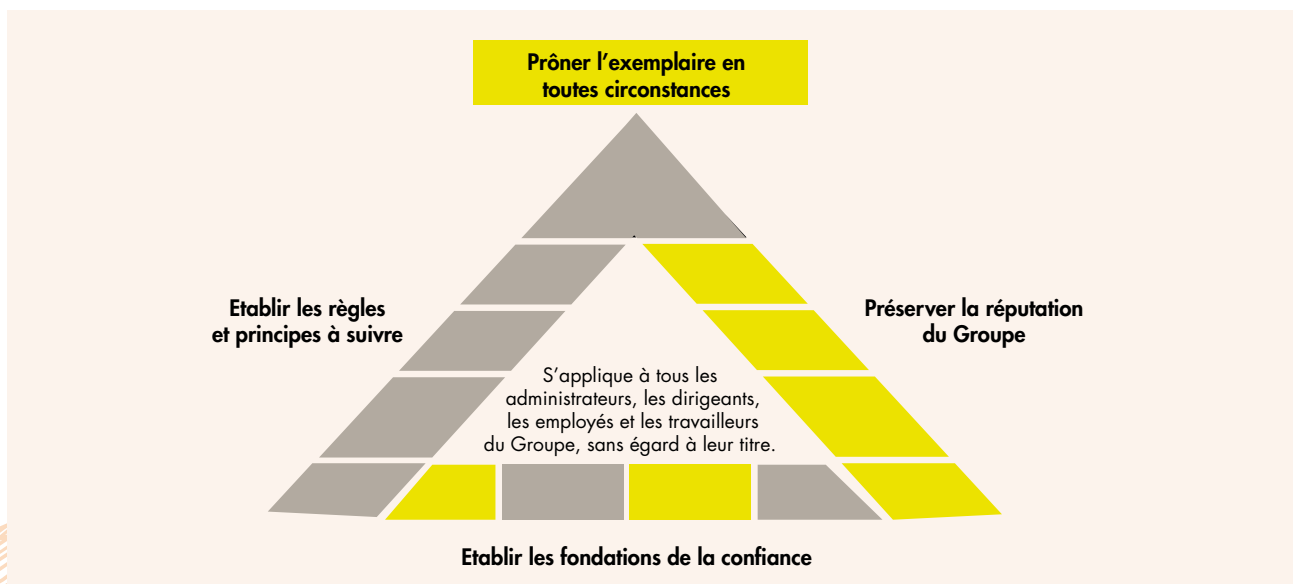 Prôner l’exemplaire en
toutes circonstances
Etablir les règles
et principes à suivre
Préserver la réputation
du Groupe
S’applique à tous les
administrateurs, les dirigeants,
les employés et les travailleurs
du Groupe, sans égard à leur titre.
Etablir les fondations de la confiance